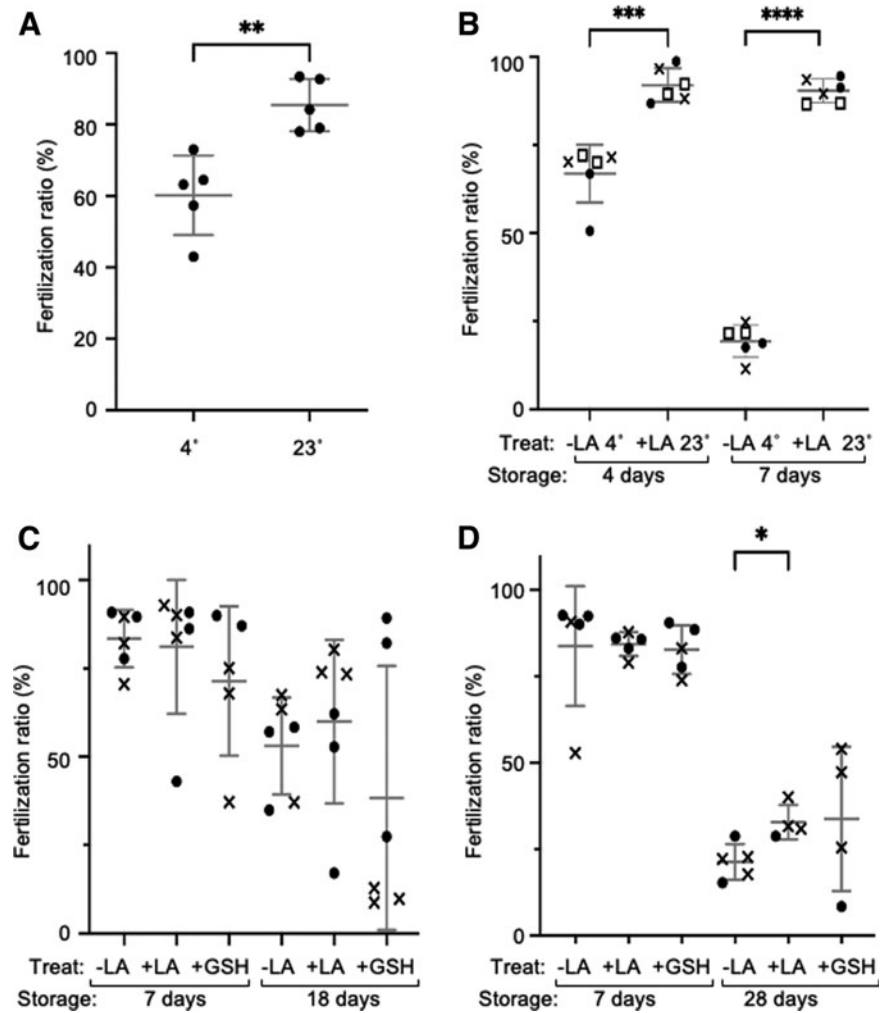 A
**
Fertilization ratio (%)
100
80
60
40
20
0
4°
23°
B
***
****
Fertilization ratio (%)
100
50
0
Treat: -LA 4° +LA 23° -LA 4° +LA 23°
Storage: 4 days 7 days
C
Fertilization ratio (%)
100
50
0
Treat: -LA +LA +GSH -LA +LA +GSH
Storage: 7 days 18 days
D
*
Fertilization ratio (%)
100
50
0
Treat: -LA +LA +GSH -LA +LA +GSH
Storage: 7 days 28 days